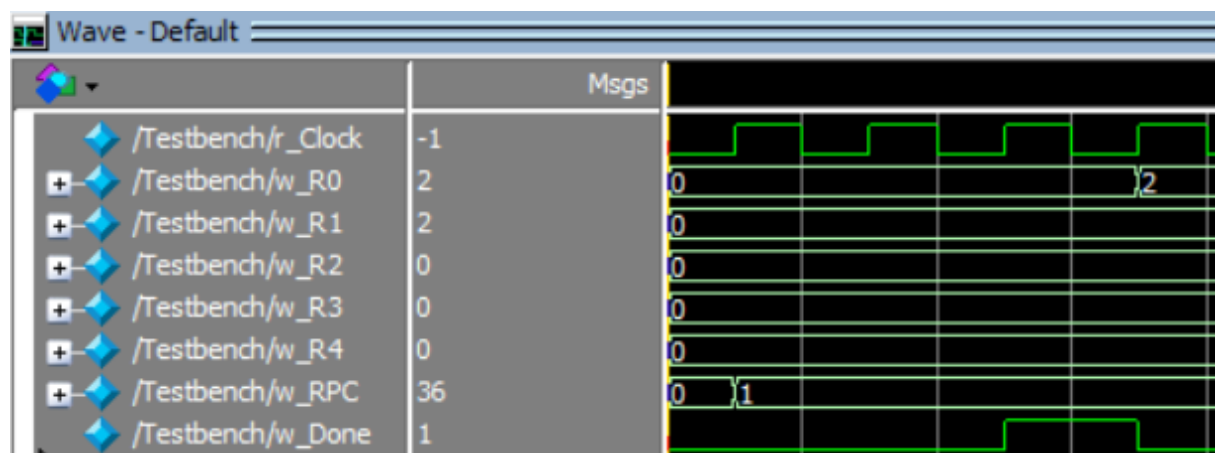 Wave - Default
Msgs
/Testbench/r_Clock -1
/Testbench/w_R0 2 0 2
/Testbench/w_R1 2 0
/Testbench/w_R2 0 0
/Testbench/w_R3 0 0
/Testbench/w_R4 0 0
/Testbench/w_RPC 36 0 1
/Testbench/w_Done 1